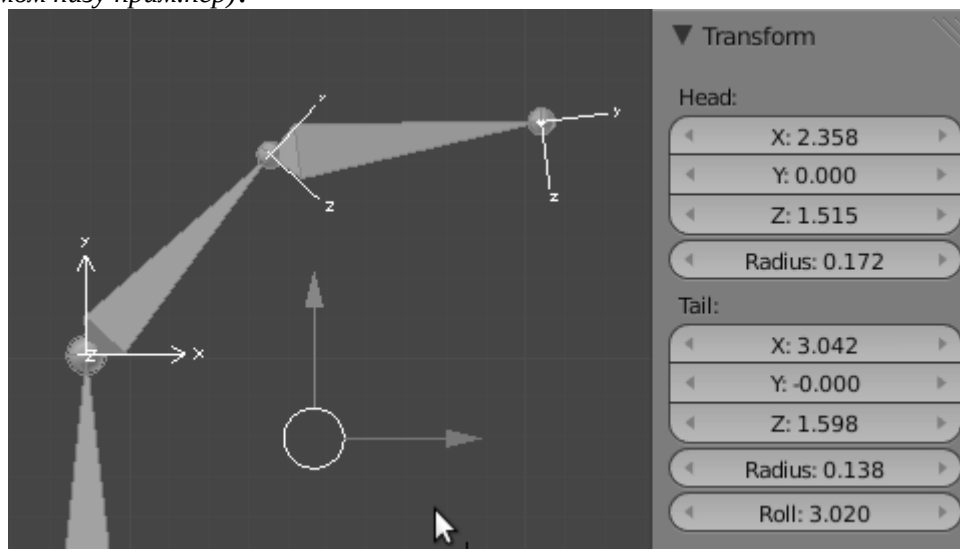 ▼ Transform
Head:
X: 2.358
Y: 0.000
Z: 1.515
Radius: 0.172
Tail:
X: 3.042
Y: -0.000
Z: 1.598
Radius: 0.138
Roll: 3.020
y
y
z
z
y
z
x